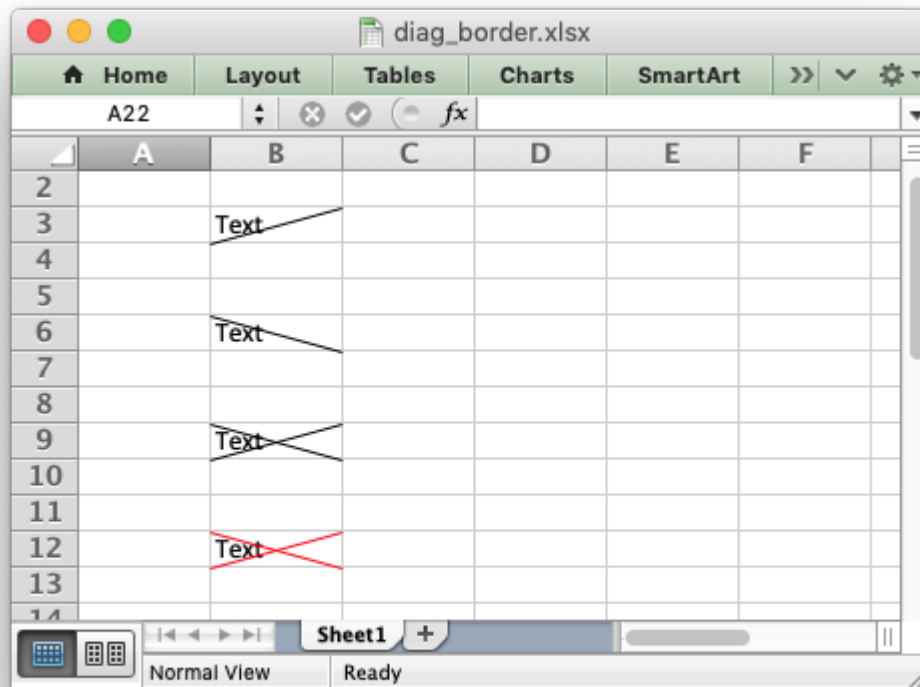 diag_border.xlsx
Home Layout Tables Charts SmartArt
A22 fx
A B C D E F
2
3 Text
4
5
6 Text
7
8
9 Text
10
11
12 Text
13
14
Sheet1 +
Normal View Ready